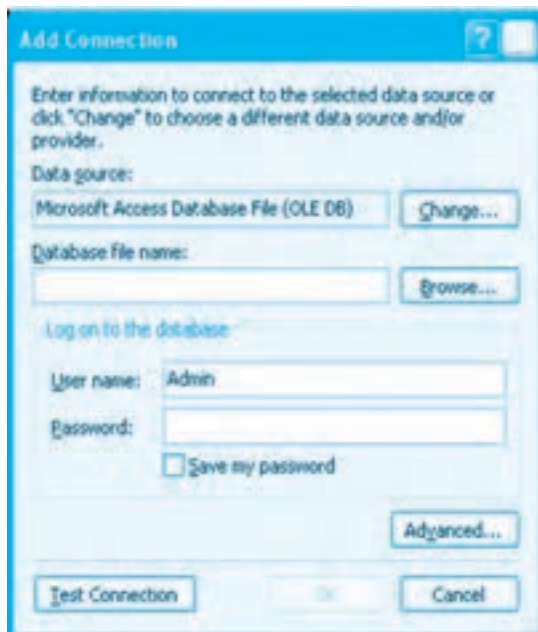 Add Connection
?
Enter information to connect to the selected data source or
click "Change" to choose a different data source and/or
provider.
Data source:
Microsoft Access Database File (OLE DB)
Change...
Database file name:
Browse...
Log on to the database
User name:
Admin
Password:
Save my password
Advanced...
Test Connection
Cancel